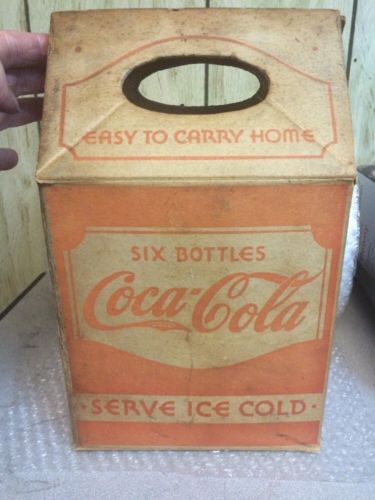 EASY TO CARRY HOME
SIX BOTTLES
Coca-Cola
·SERVE ICE COLD·